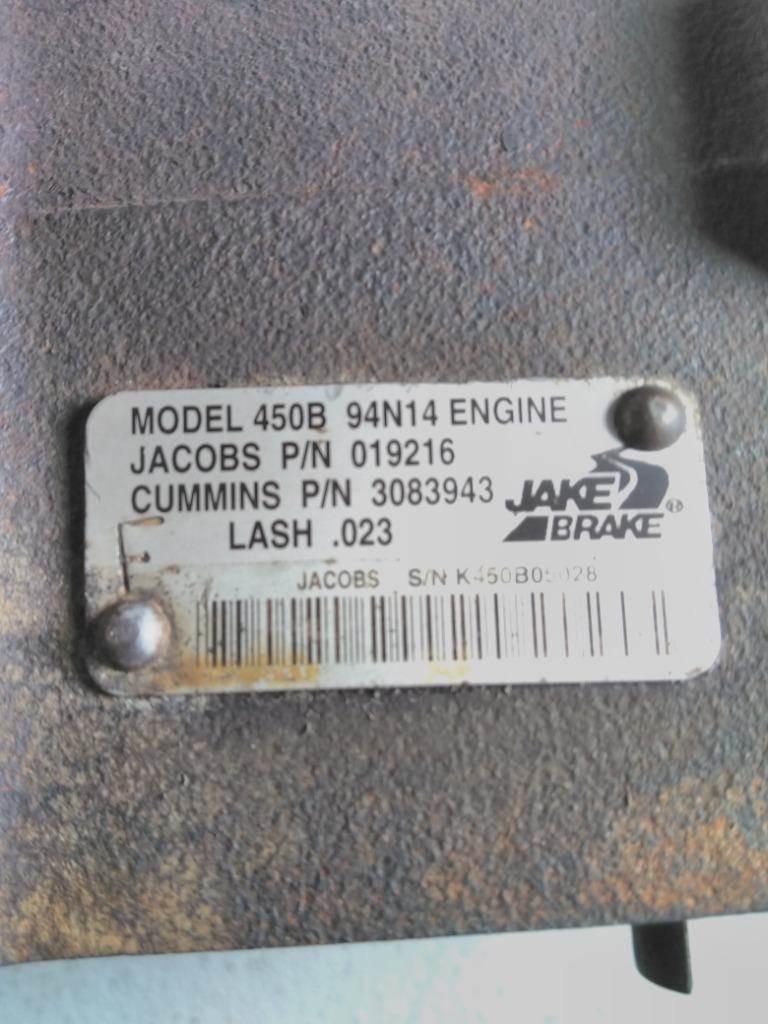 MODEL 450B 94N14 ENGINE
JACOBS P/N 019216
CUMMINS P/N 3083943
LASH .023
JAKE
BRAKE ®
JACOBS S/N